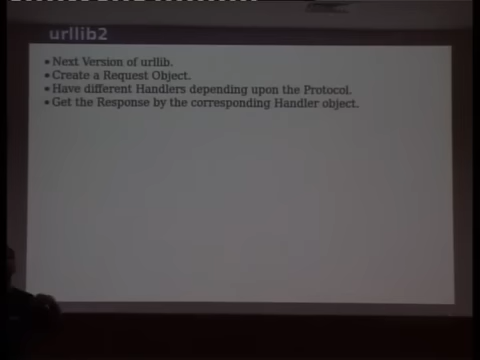 urllib2
Next Version of urllib.
Create a Request Object.
Have different Handlers depending upon the Protocol.
Get the Response by the corresponding Handler object.